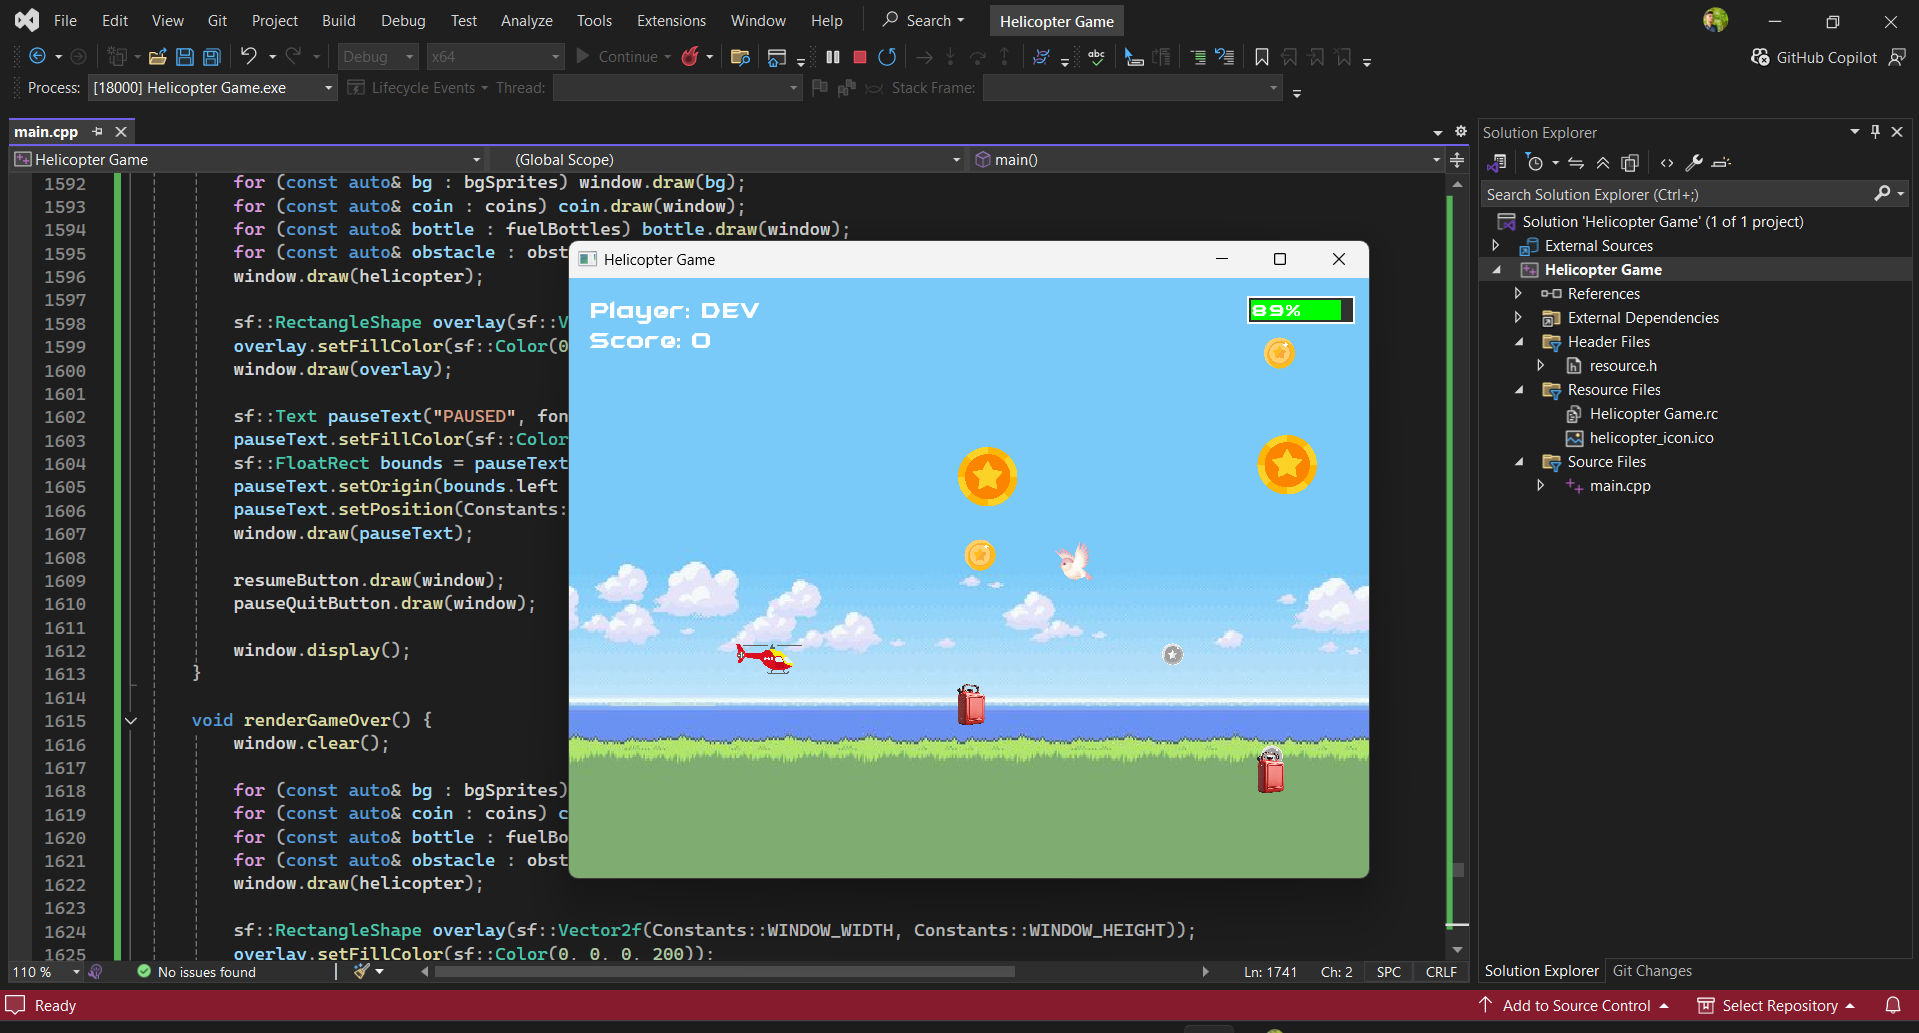 File Edit View Git Project Build Debug Test Analyze Tools Extensions Window Help Search Helicopter Game
Debug x64 Continue abc GitHub Copilot
Process: [18000] Helicopter Game.exe Lifecycle Events Thread: Stack Frame:
main.cpp
Helicopter Game (Global Scope) main()
1592 for (const auto& bg : bgSprites) window.draw(bg);
1593 for (const auto& coin : coins) coin.draw(window);
1594 for (const auto& bottle : fuelBottles) bottle.draw(window);
1595 for (const auto& obstacle : obst
1596 window.draw(helicopter);
1597
1598 sf::RectangleShape overlay(sf::V
1599 overlay.setFillColor(sf::Color(0
1600 window.draw(overlay);
1601
1602 sf::Text pauseText("PAUSED", fon
1603 pauseText.setFillColor(sf::Color
1604 sf::FloatRect bounds = pauseText
1605 pauseText.setOrigin(bounds.left
1606 pauseText.setPosition(Constants:
1607 window.draw(pauseText);
1608
1609 resumeButton.draw(window);
1610 pauseQuitButton.draw(window);
1611
1612 window.display();
1613 }
1614
1615 void renderGameOver() {
1616 window.clear();
1617
1618 for (const auto& bg : bgSprites)
1619 for (const auto& coin : coins) c
1620 for (const auto& bottle : fuelBo
1621 for (const auto& obstacle : obst
1622 window.draw(helicopter);
1623
1624 sf::RectangleShape overlay(sf::Vector2f(Constants::WINDOW_WIDTH, Constants::WINDOW_HEIGHT));
1625 overlay.setFillColor(sf::Color(0, 0, 0, 200));
Helicopter Game
Player: DEV
Score: 0
89%
110 % No issues found Ln: 1741 Ch: 2 SPC CRLF
Solution Explorer
Search Solution Explorer (Ctrl+;)
Solution 'Helicopter Game' (1 of 1 project)
External Sources
Helicopter Game
References
External Dependencies
Header Files
resource.h
Resource Files
Helicopter Game.rc
helicopter_icon.ico
Source Files
main.cpp
Solution Explorer Git Changes
Ready Add to Source Control Select Repository